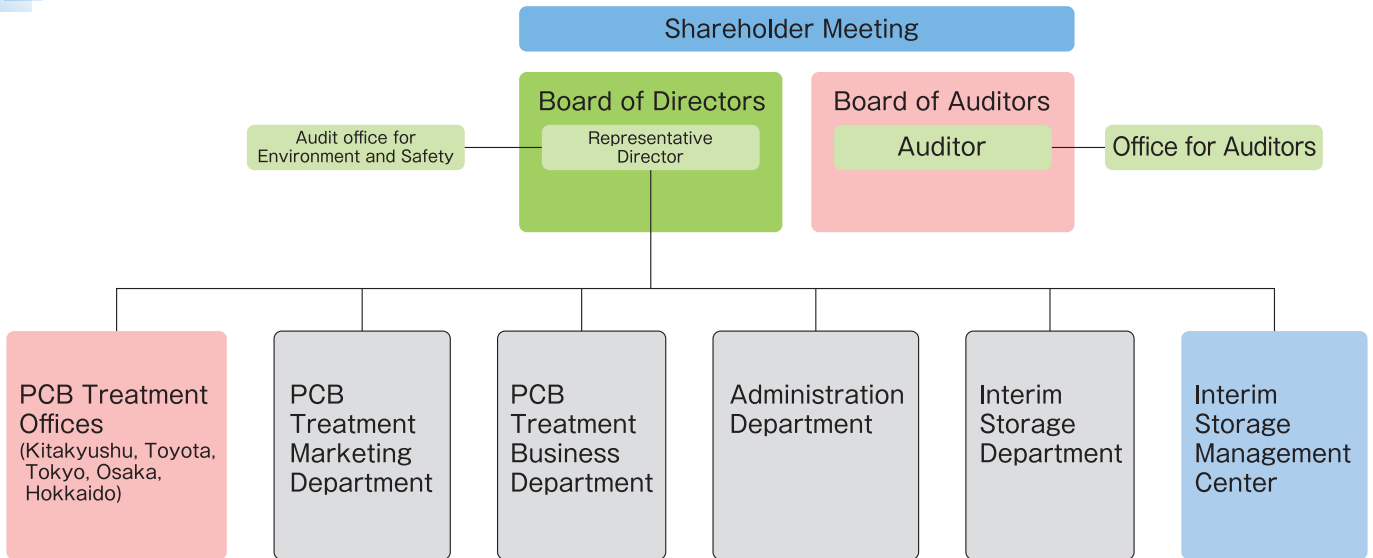 Shareholder Meeting
Board of Directors
Board of Auditors
Audit office for
Environment and Safety
Representative
Director
Auditor
Office for Auditors
PCB Treatment
Offices
(Kitakyushu, Toyota,
Tokyo, Osaka,
Hokkaido)
PCB
Treatment
Marketing
Department
PCB
Treatment
Business
Department
Administration
Department
Interim
Storage
Department
Interim
Storage
Management
Center